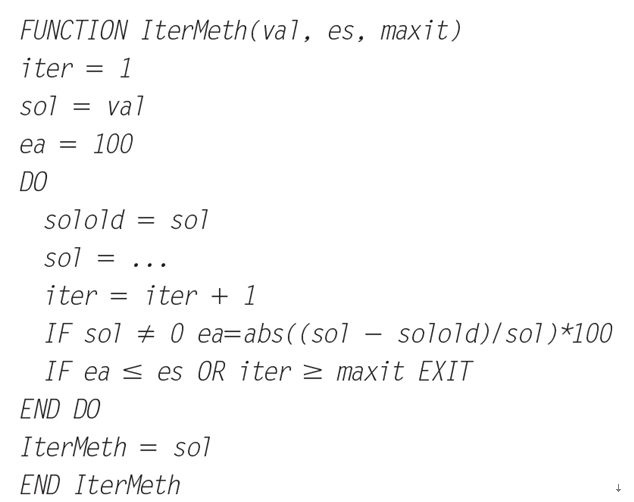 FUNCTION IterMeth(val, es, maxit)
iter = 1
sol = val
ea = 100
DO
solold = sol
sol = ...
iter = iter + 1
IF sol ≠ 0 ea=abs((sol − solold)/sol)*100
IF ea ≤ es OR iter ≥ maxit EXIT
END DO
IterMeth = sol
END IterMeth
↓